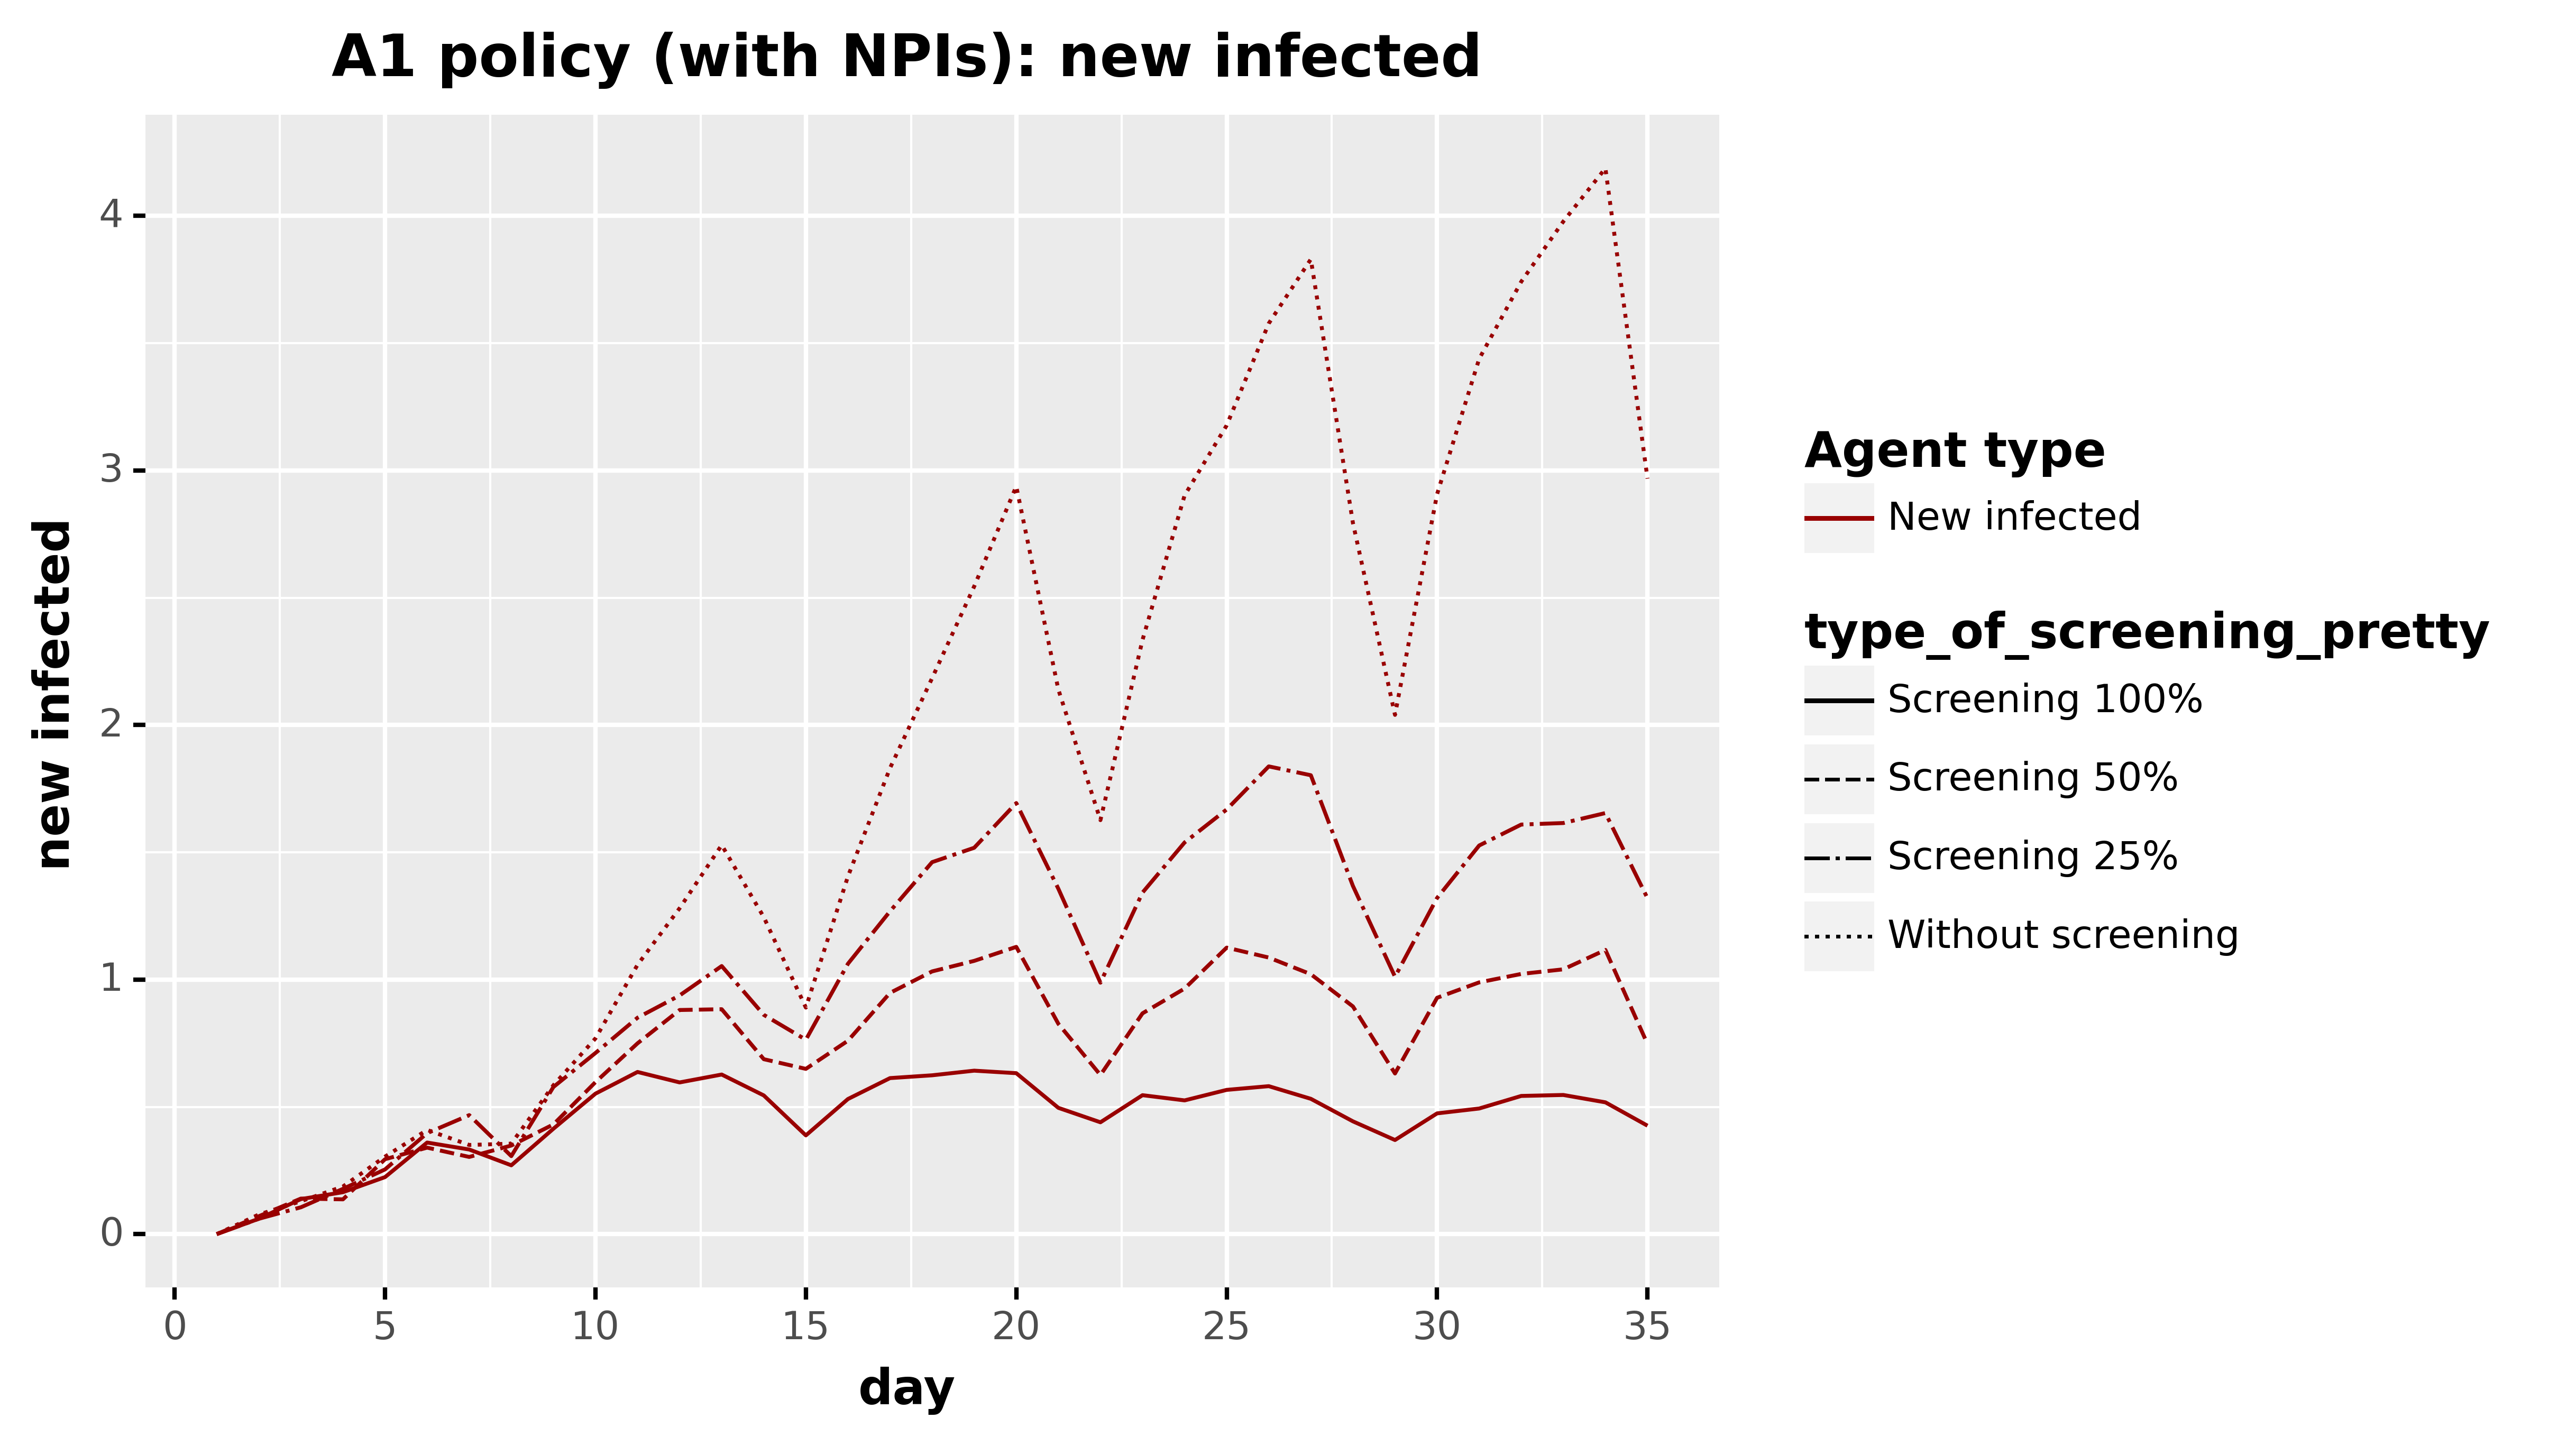 A1 policy (with NPIs): new infected
new infected
4
3
2
1
0
0 5 10 15 20 25 30 35
day
Agent type
New infected
type_of_screening_pretty
Screening 100%
Screening 50%
Screening 25%
Without screening